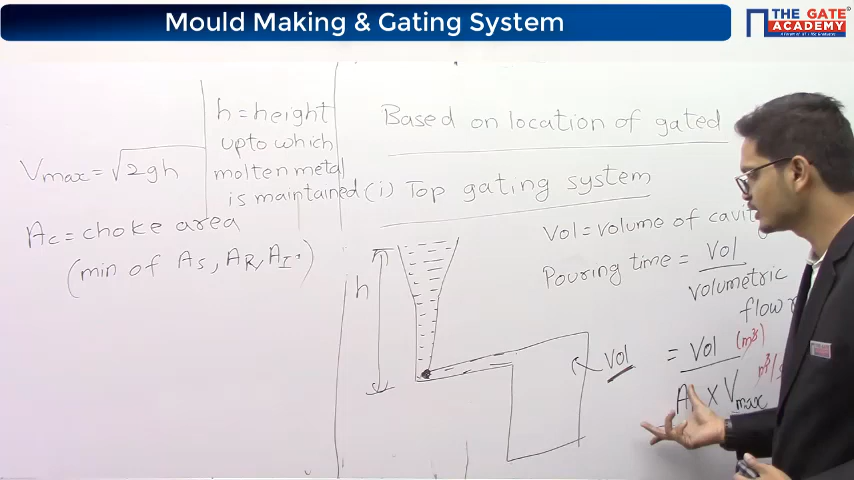 Mould Making & Gating System
THE GATE
ACADEMY
Vmax = √2gh
h = height
upto which
molten metal
is maintained
Ac = choke area
(min of As, AR, AI)
Based on location of gated
(i) Top gating system
Vol = volume of cavity
Pouring time = Vol
volumetric
flow
h
Vol
= Vol (m³)
A × Vmax
m³/